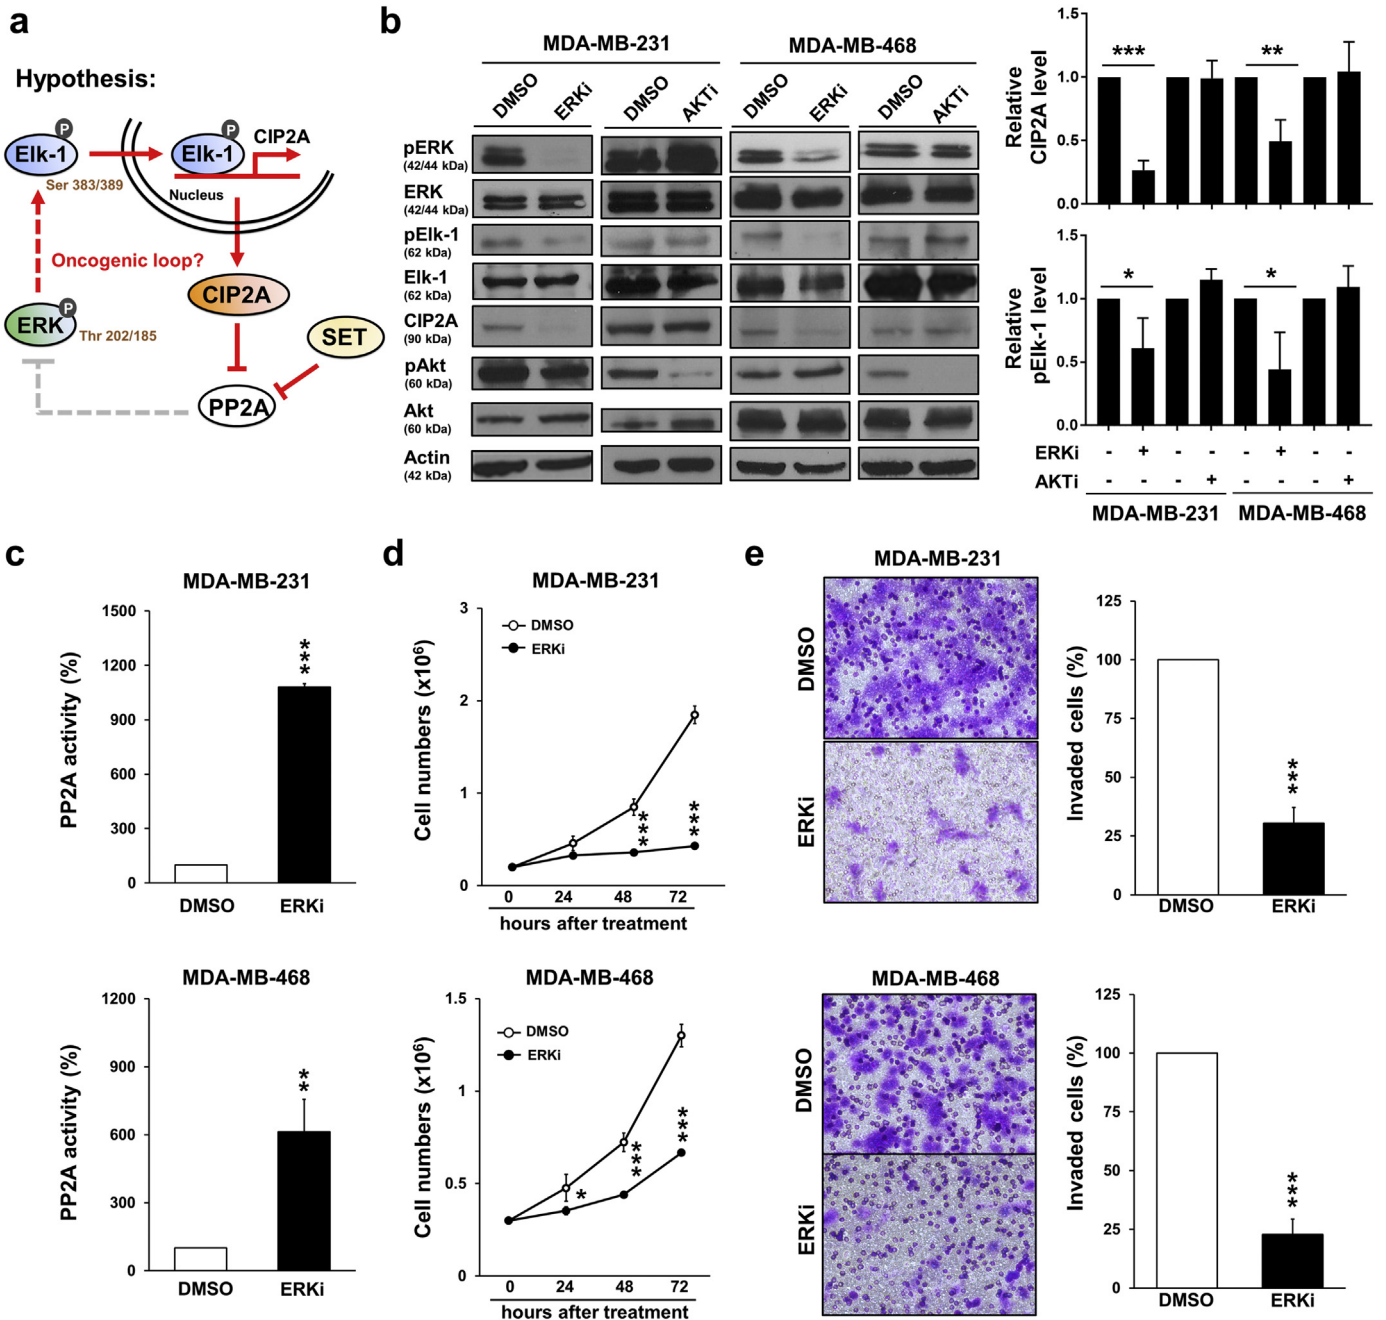 a
Hypothesis:
P
Elk-1
Ser 383/389
P
Elk-1
CIP2A
Nucleus
Oncogenic loop?
CIP2A
P
ERK
Thr 202/185
SET
PP2A
b
MDA-MB-231
MDA-MB-468
DMSO
ERKi
DMSO
AKTi
DMSO
ERKi
DMSO
AKTi
pERK
(42/44 kDa)
ERK
(42/44 kDa)
pElk-1
(62 kDa)
Elk-1
(62 kDa)
CIP2A
(90 kDa)
pAkt
(60 kDa)
Akt
(60 kDa)
Actin
(42 kDa)
Relative
CIP2A level
1.5
1.0
0.5
0.0
***
**
Relative
pElk-1 level
1.5
1.0
0.5
0.0
*
*
ERKi - + - - - + - -
AKTi - - - + - - - +
MDA-MB-231 MDA-MB-468
c
MDA-MB-231
PP2A activity (%)
1500
1200
900
600
300
0
***
DMSO ERKi
MDA-MB-468
PP2A activity (%)
1200
900
600
300
0
**
DMSO ERKi
d
MDA-MB-231
Cell numbers (x10⁶)
3
2
1
0
DMSO
ERKi
***
***
0 24 48 72
hours after treatment
MDA-MB-468
Cell numbers (x10⁶)
1.5
1
0.5
0
DMSO
ERKi
*
***
***
0 24 48 72
hours after treatment
e
MDA-MB-231
DMSO
ERKi
Invaded cells (%)
125
100
75
50
25
0
***
DMSO ERKi
MDA-MB-468
DMSO
ERKi
Invaded cells (%)
125
100
75
50
25
0
***
DMSO ERKi